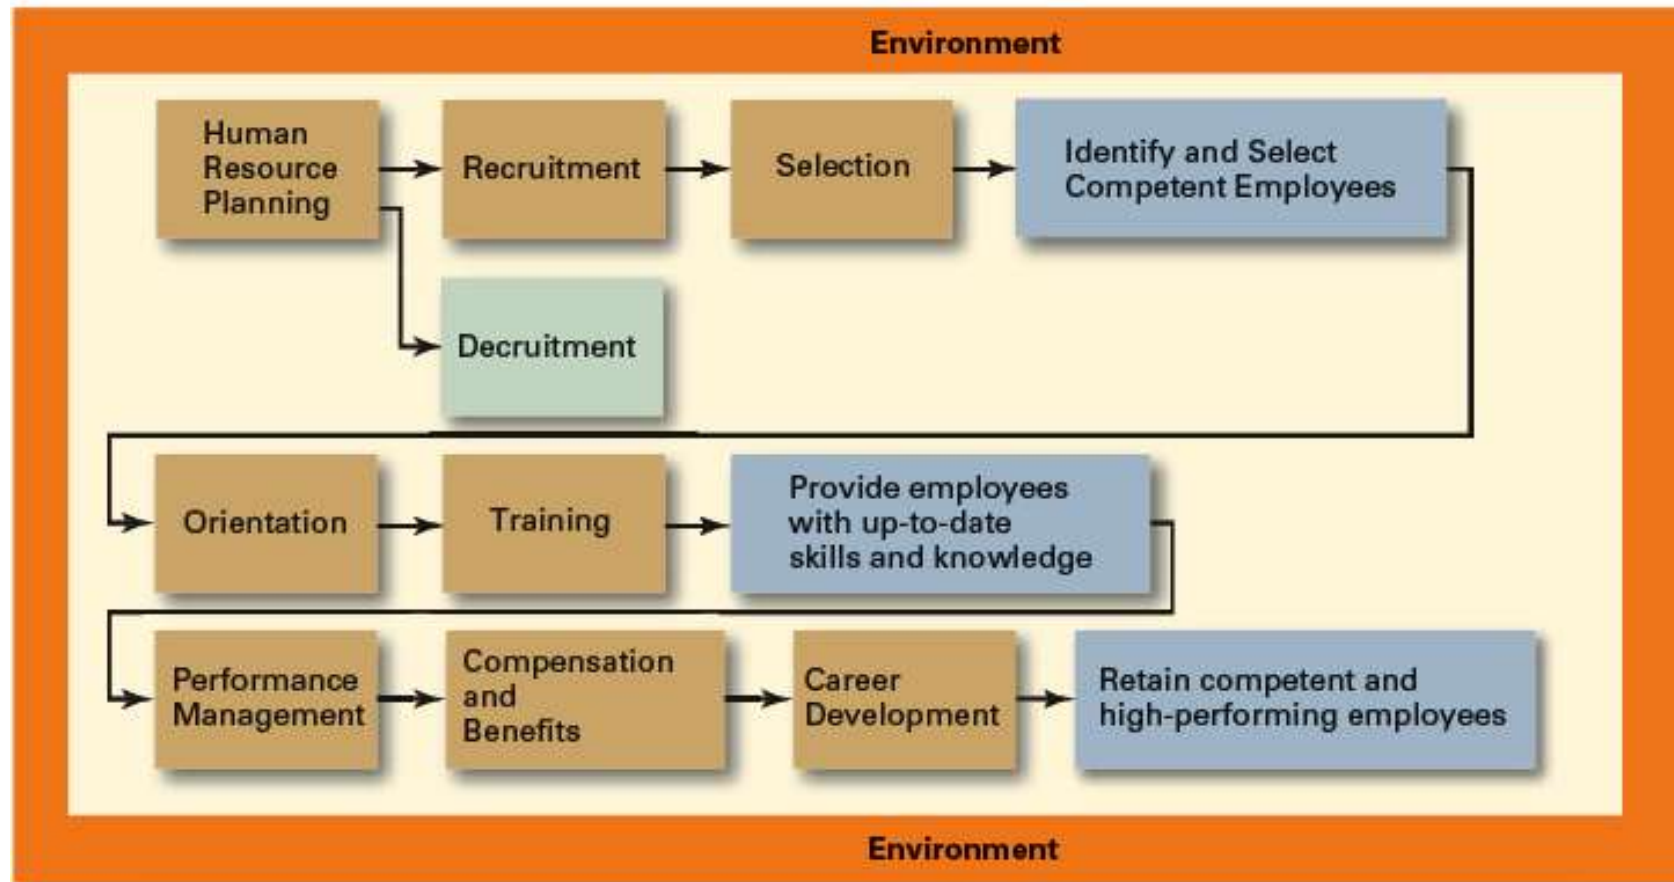 Environment
Human
Resource
Planning
Recruitment
Selection
Identify and Select
Competent Employees
Decruitment
Orientation
Training
Provide employees
with up-to-date
skills and knowledge
Performance
Management
Compensation
and
Benefits
Career
Development
Retain competent and
high-performing employees
Environment